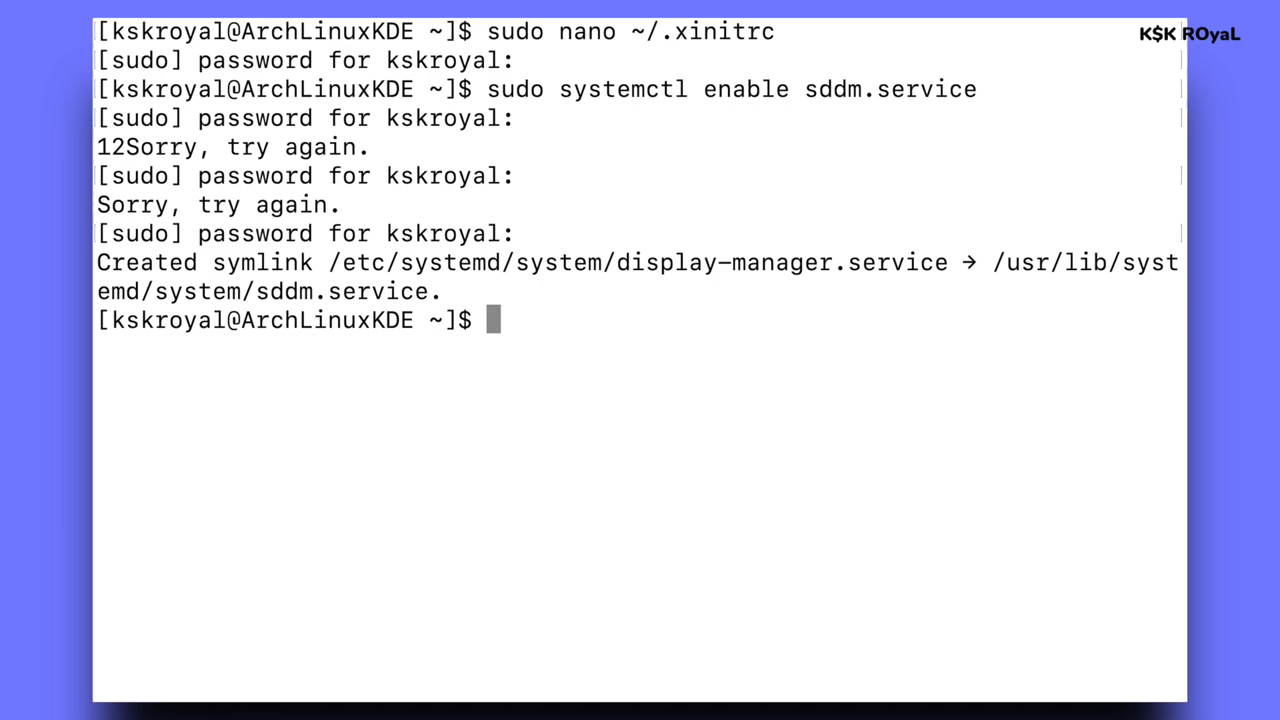 [kskroyal@ArchLinuxKDE ~]$ sudo nano ~/.xinitrc
K$K ROyaL
[sudo] password for kskroyal:
[kskroyal@ArchLinuxKDE ~]$ sudo systemctl enable sddm.service
[sudo] password for kskroyal:
12Sorry, try again.
[sudo] password for kskroyal:
Sorry, try again.
[sudo] password for kskroyal:
Created symlink /etc/systemd/system/display-manager.service → /usr/lib/syst
emd/system/sddm.service.
[kskroyal@ArchLinuxKDE ~]$